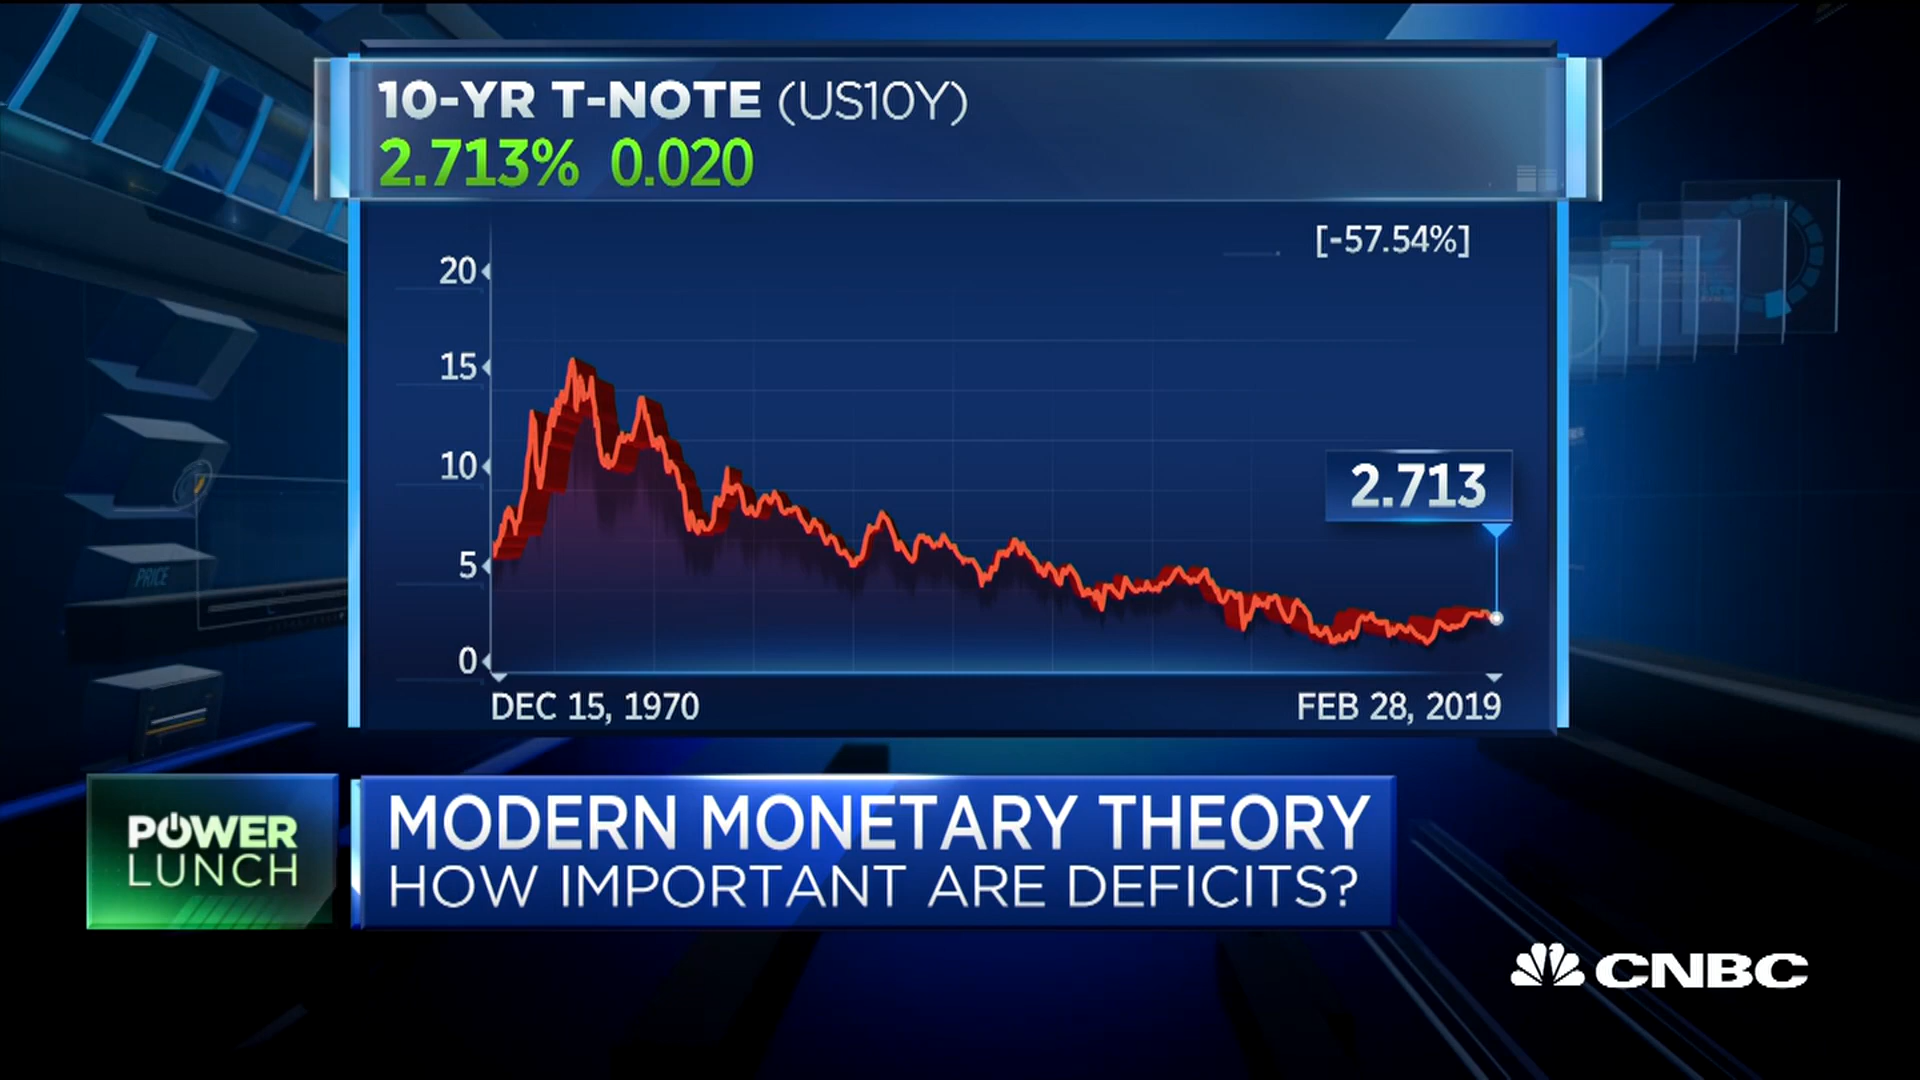 10-YR T-NOTE (US10Y)
2.713% 0.020
[-57.54%]
20
15
10
5
0
2.713
DEC 15, 1970
FEB 28, 2019
PRICE
POWER
LUNCH
MODERN MONETARY THEORY
HOW IMPORTANT ARE DEFICITS?
CNBC